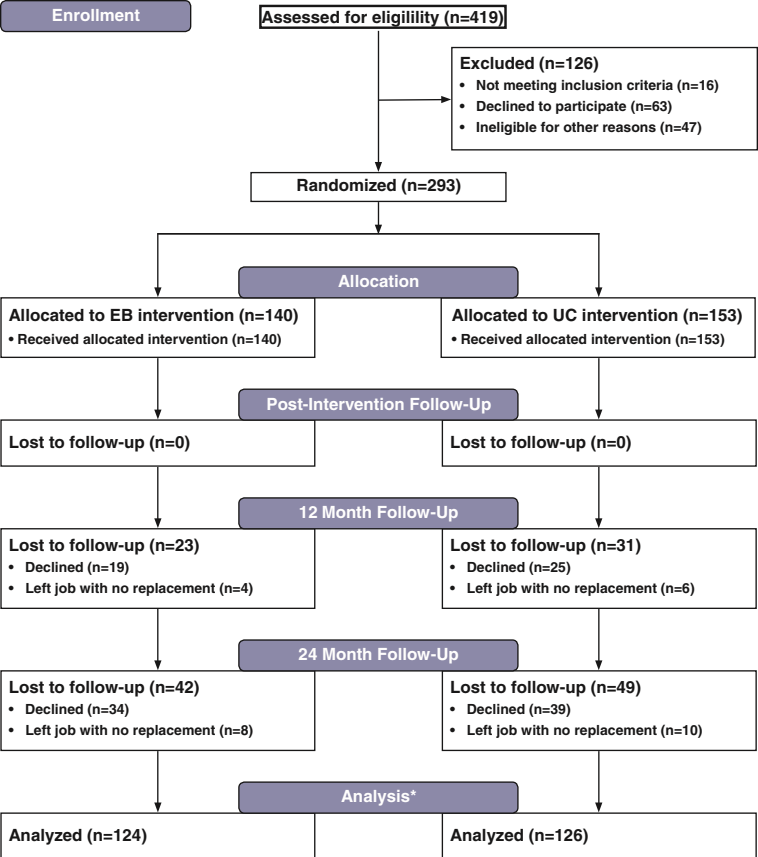 Enrollment
Assessed for eligilility (n=419)
Excluded (n=126)
• Not meeting inclusion criteria (n=16)
• Declined to participate (n=63)
• Ineligible for other reasons (n=47)
Randomized (n=293)
Allocation
Allocated to EB intervention (n=140)
• Received allocated intervention (n=140)
Allocated to UC intervention (n=153)
• Received allocated intervention (n=153)
Post-Intervention Follow-Up
Lost to follow-up (n=0)
Lost to follow-up (n=0)
12 Month Follow-Up
Lost to follow-up (n=23)
• Declined (n=19)
• Left job with no replacement (n=4)
Lost to follow-up (n=31)
• Declined (n=25)
• Left job with no replacement (n=6)
24 Month Follow-Up
Lost to follow-up (n=42)
• Declined (n=34)
• Left job with no replacement (n=8)
Lost to follow-up (n=49)
• Declined (n=39)
• Left job with no replacement (n=10)
Analysis*
Analyzed (n=124)
Analyzed (n=126)